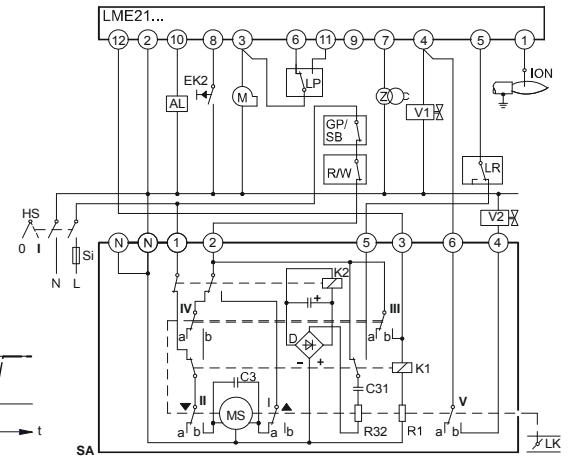 LME21...
12 2 10 8 3 6 11 9 7 4 5 1
EK2 LP ION
AL M Z C V1
GP/
SB
R/W LR
HS V2
0 I Si
N L
N N 1 2 5 3 6 4
K2
+
IV III
a b a b
D
- +
K1
C3 C31
II I V
MS
a b a b a b
R32 R1
t
SA LK